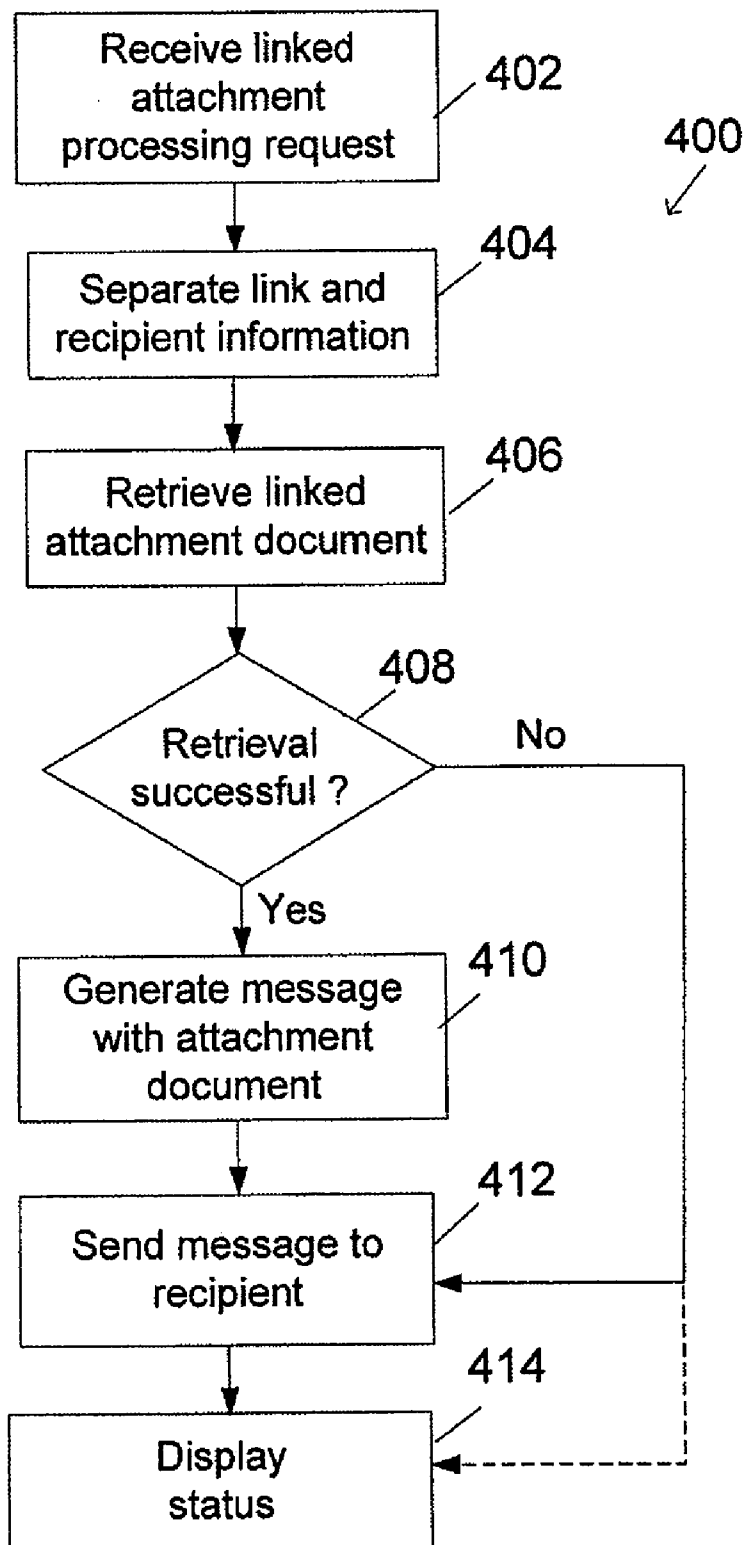 Receive linked
attachment
processing request
402
400
Separate link and
recipient information
404
Retrieve linked
attachment document
406
408
Retrieval
successful ?
No
Yes
Generate message
with attachment
document
410
Send message to
recipient
412
Display
status
414